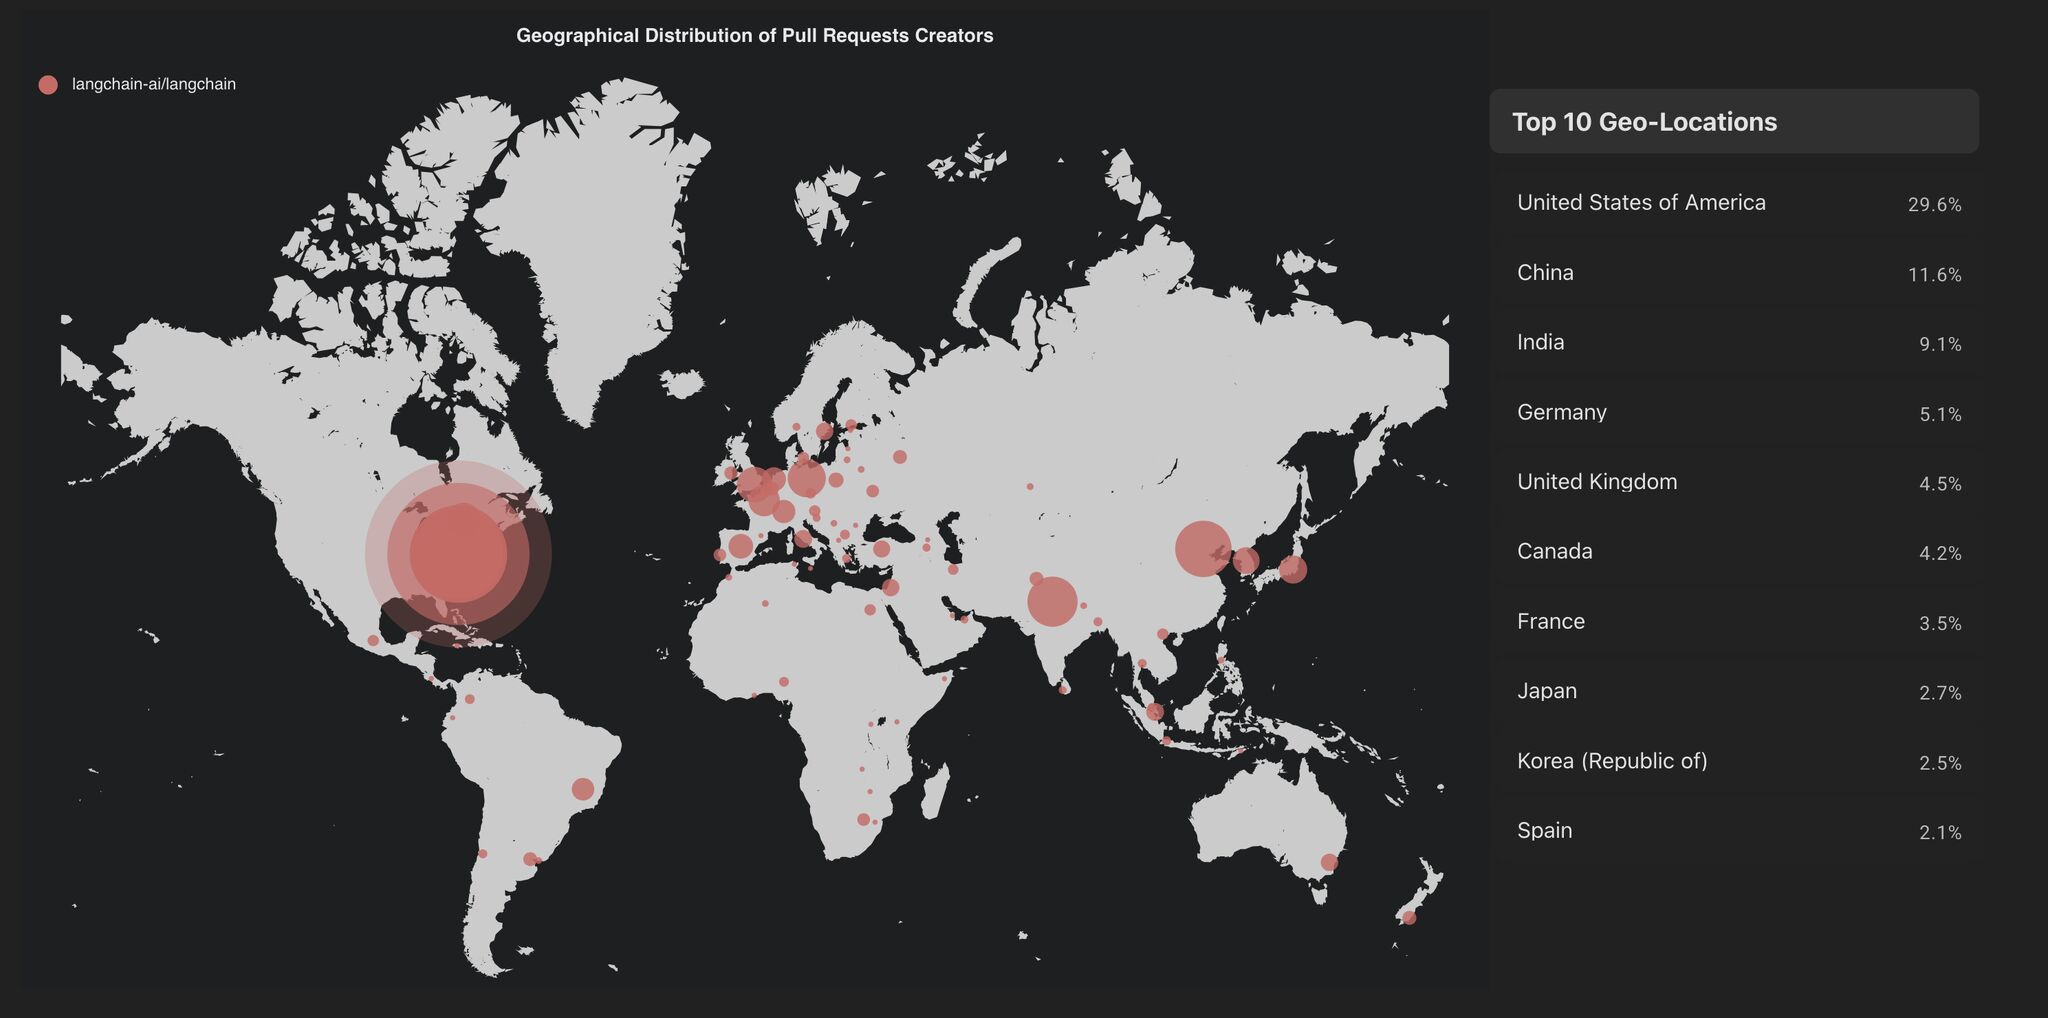 Geographical Distribution of Pull Requests Creators
langchain-ai/langchain
Top 10 Geo-Locations
United States of America 29.6%
China 11.6%
India 9.1%
Germany 5.1%
United Kingdom 4.5%
Canada 4.2%
France 3.5%
Japan 2.7%
Korea (Republic of) 2.5%
Spain 2.1%